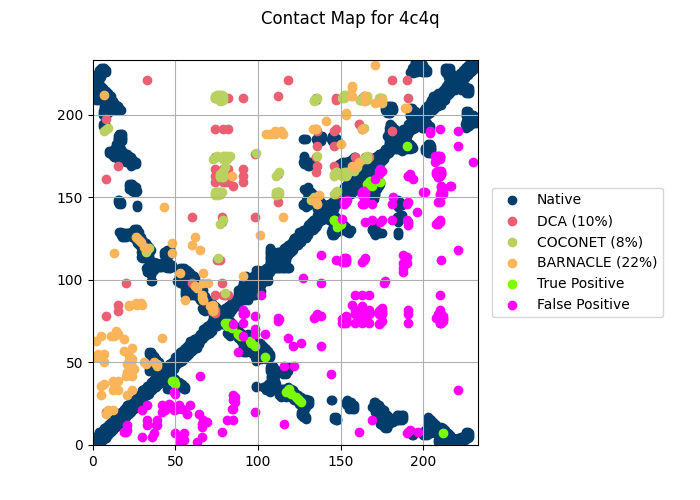 Contact Map for 4c4q
200
150
100
50
0
0
50
100
150
200
Native
DCA (10%)
COCONET (8%)
BARNACLE (22%)
True Positive
False Positive